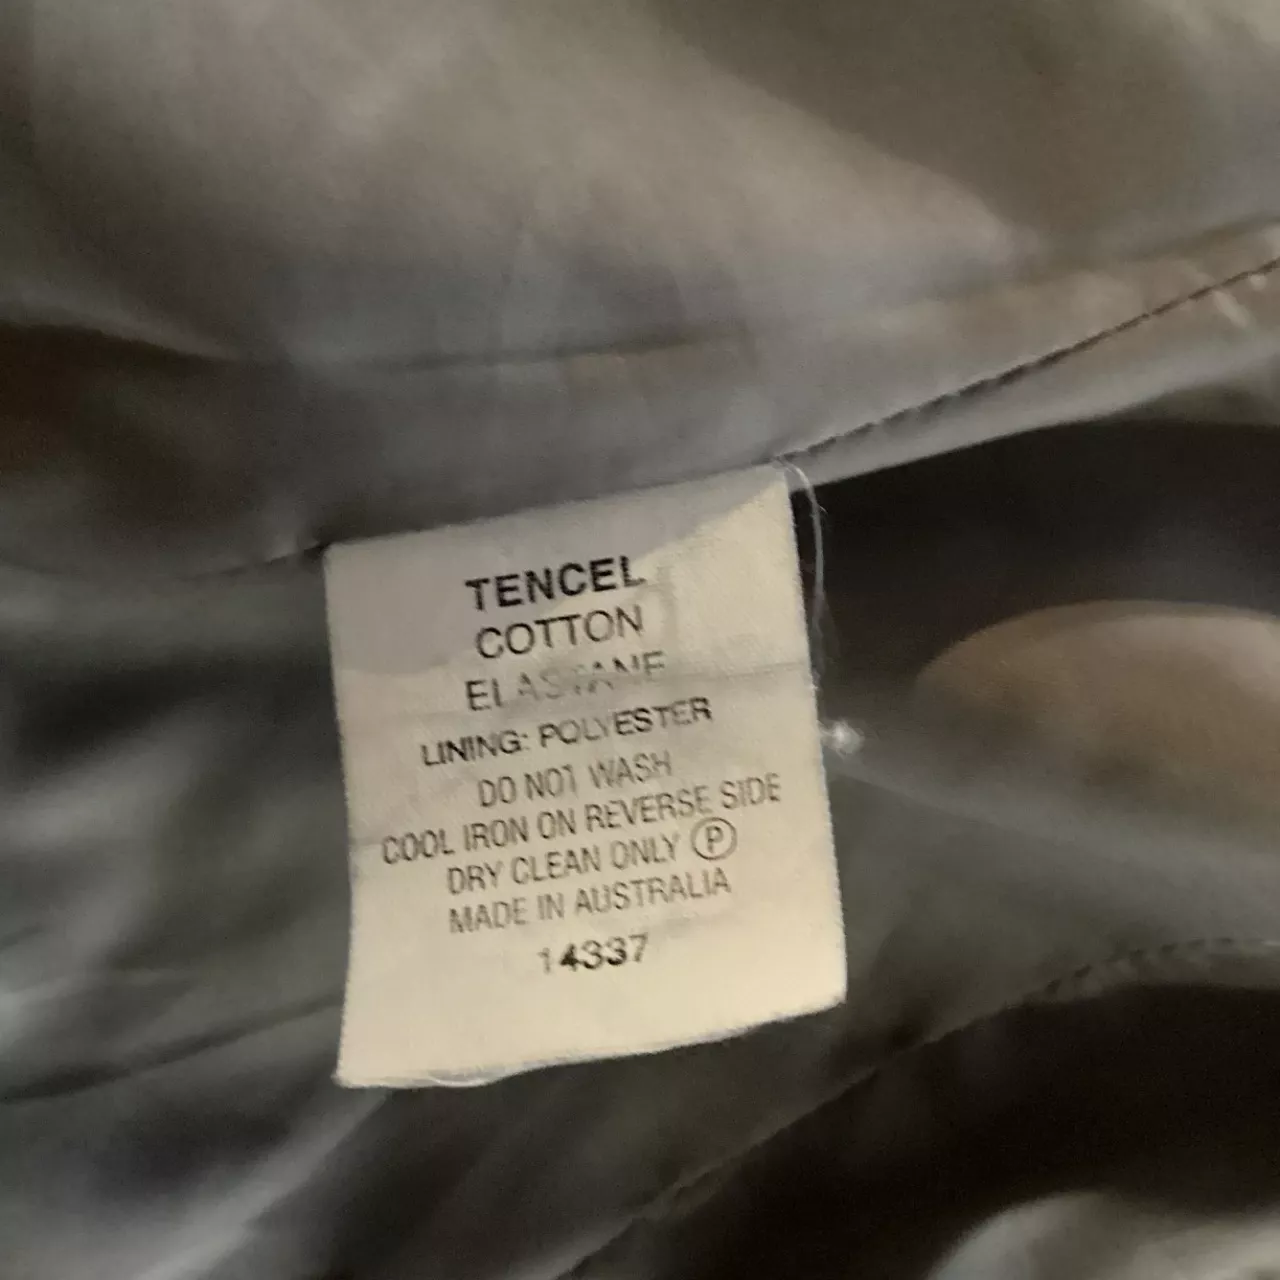 TENCEL
COTTON
ELASTANE
LINING: POLYESTER
DO NOT WASH
COOL IRON ON REVERSE SIDE
DRY CLEAN ONLY Ⓟ
MADE IN AUSTRALIA
14337